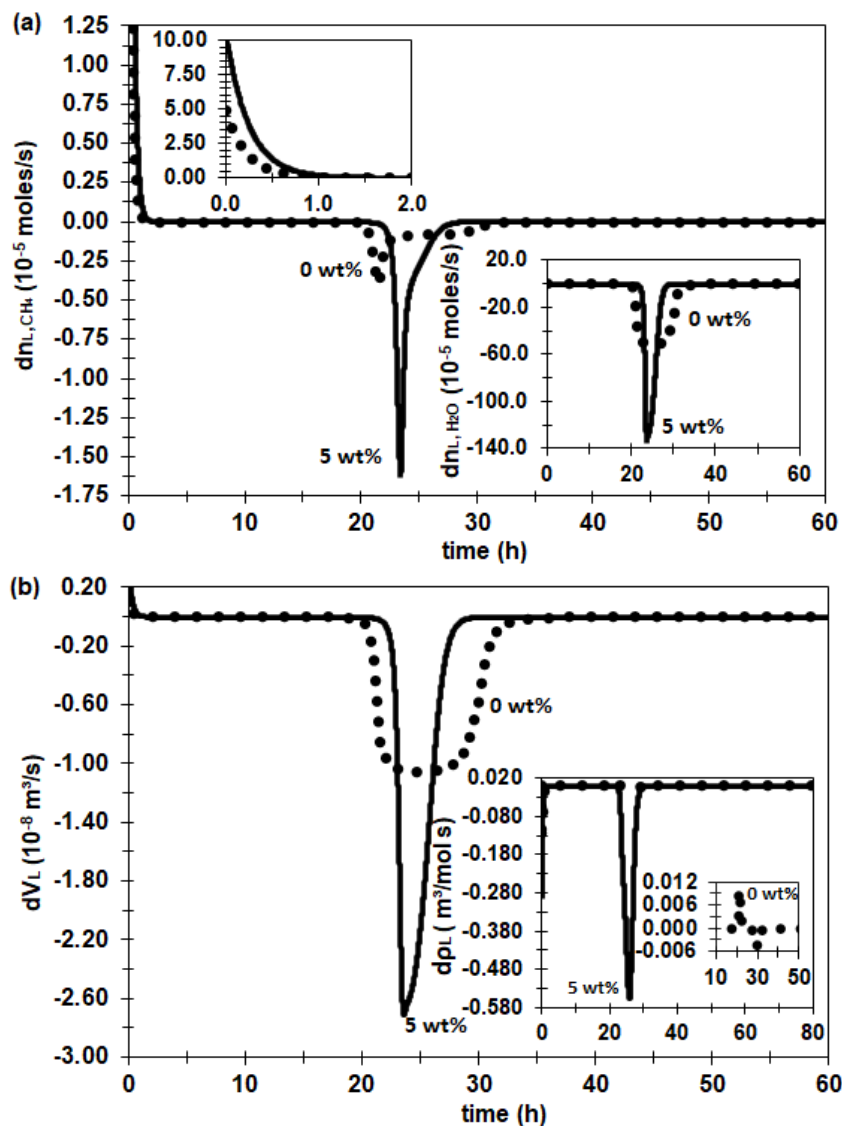 (a)
1.25
1.00
0.75
0.50
0.25
0.00
-0.25
-0.50
-0.75
-1.00
-1.25
-1.50
-1.75
dnL,CH4 (10-5 moles/s)
10.00
7.50
5.00
2.50
0.00
0.0 1.0 2.0
0 wt%
5 wt%
20.0
-20.0
-60.0
-100.0
-140.0
dnL,H2O (10-5 moles/s)
0 wt%
5 wt%
0 20 40 60
0 10 20 30 40 50 60
time (h)
(b)
0.20
-0.20
-0.60
-1.00
-1.40
-1.80
-2.20
-2.60
-3.00
dVL (10-8 m3/s)
0 wt%
5 wt%
0.020
-0.080
-0.180
-0.280
-0.380
-0.480
-0.580
dρL ( m3/mol s)
5 wt%
0.012
0.006
0.000
-0.006
0 wt%
10 30 50
0 20 40 60 80
0 10 20 30 40 50 60
time (h)